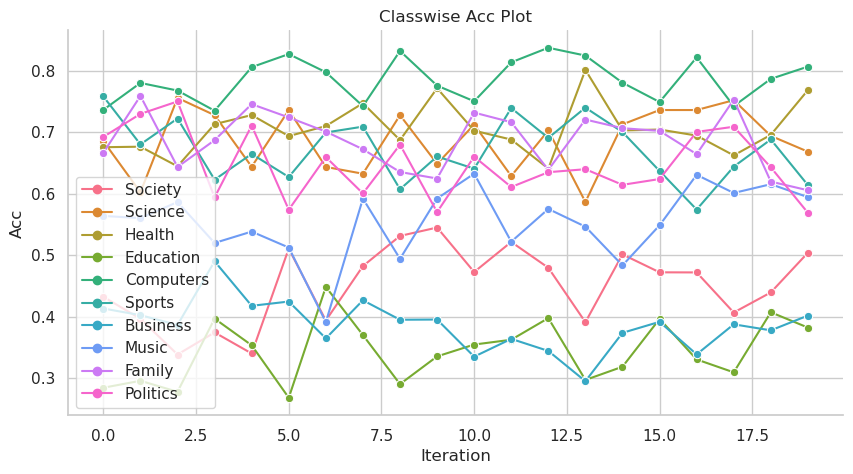 Classwise Acc Plot
Acc
0.8
0.7
0.6
0.5
0.4
0.3
Society
Science
Health
Education
Computers
Sports
Business
Music
Family
Politics
0.0 2.5 5.0 7.5 10.0 12.5 15.0 17.5
Iteration